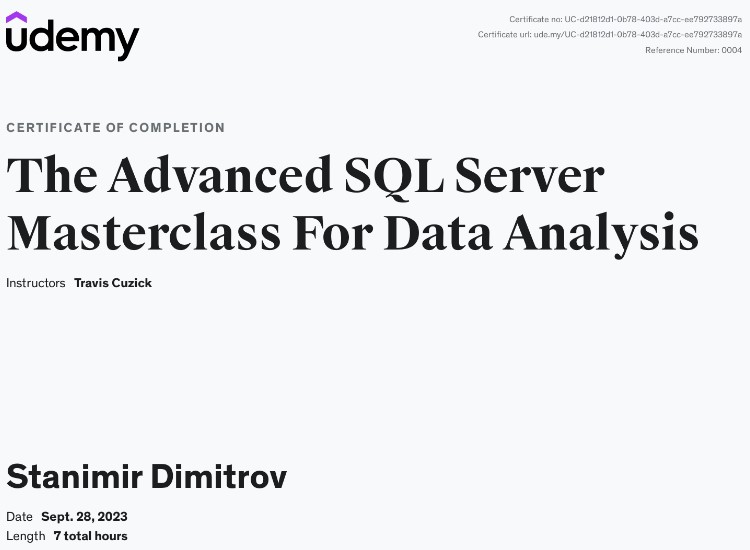 udemy
Certificate no: UC-d21812d1-0b78-403d-a7cc-ee792733897a
Certificate url: ude.my/UC-d21812d1-0b78-403d-a7cc-ee792733897a
Reference Number: 0004
CERTIFICATE OF COMPLETION
The Advanced SQL Server
Masterclass For Data Analysis
Instructors Travis Cuzick
Stanimir Dimitrov
Date Sept. 28, 2023
Length 7 total hours